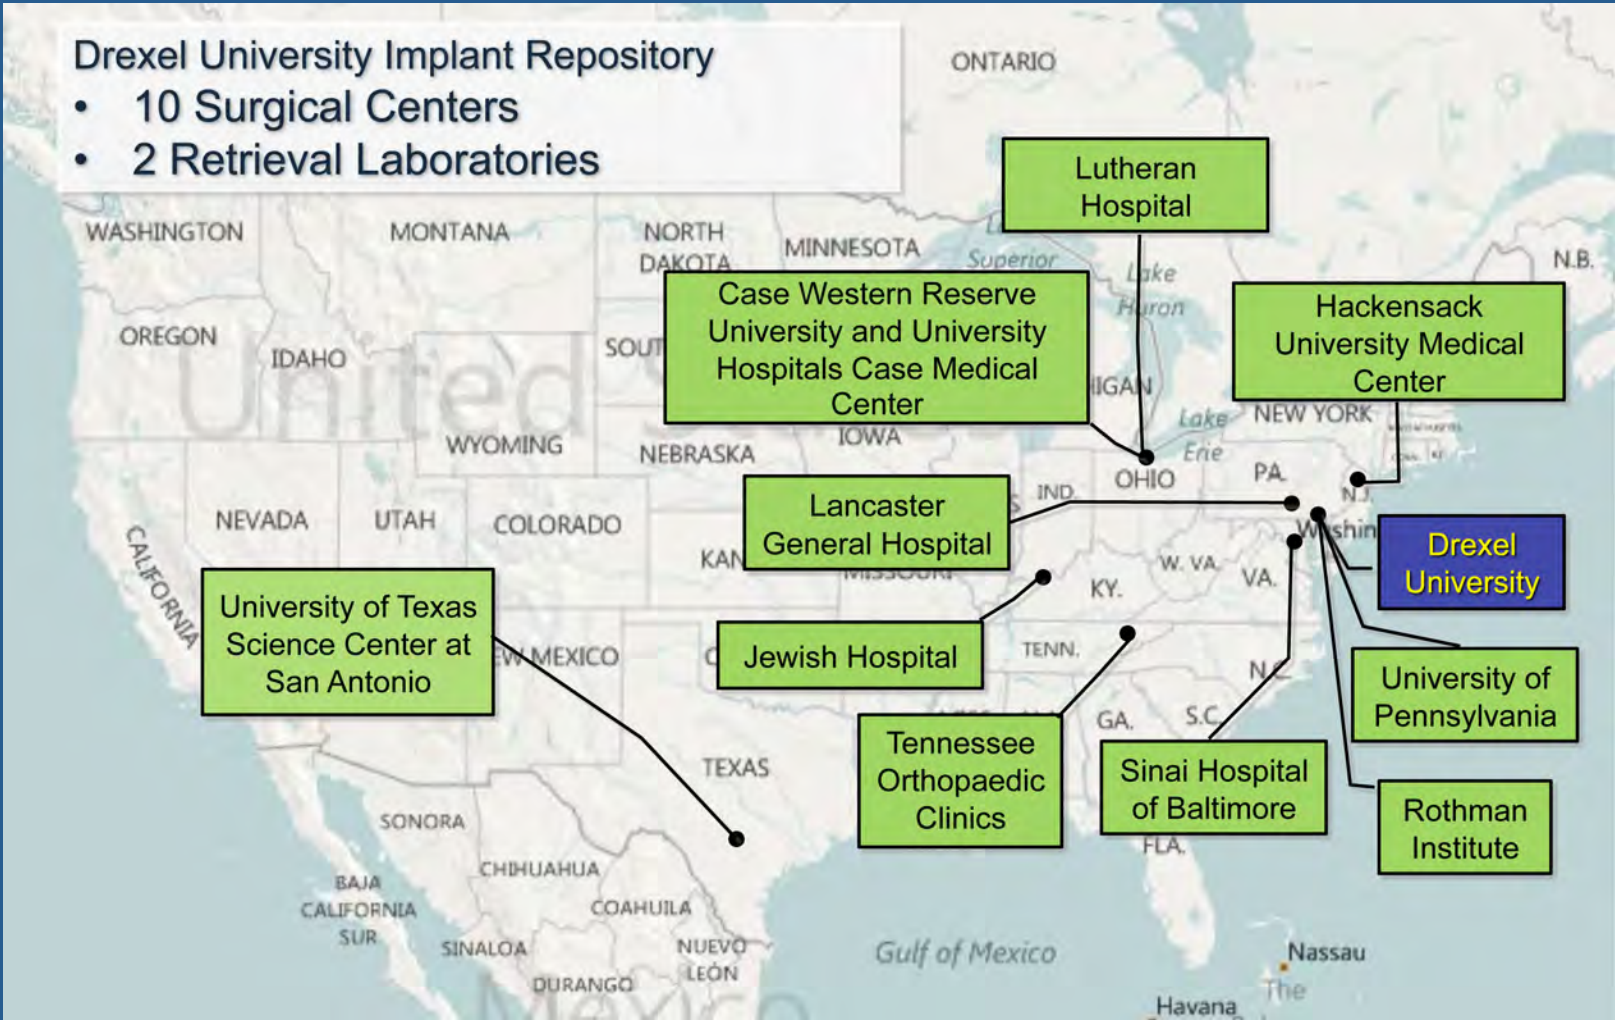 Drexel University Implant Repository
• 10 Surgical Centers
• 2 Retrieval Laboratories
ONTARIO
Lutheran
Hospital
WASHINGTON
MONTANA
NORTH
DAKOTA
MINNESOTA
Superior
Lake
Huron
N.B.
Case Western Reserve
University and University
Hospitals Case Medical
Center
Hackensack
University Medical
Center
OREGON
IDAHO
United
WYOMING
NEBRASKA
IOWA
Lake
Erie
NEW YORK
OHIO
PA.
IND.
N.J.
NEVADA
UTAH
COLORADO
CALIFORNIA
Lancaster
General Hospital
Drexel
University
MISSOURI
KY.
W. VA.
VA.
University of Texas
Science Center at
San Antonio
Jewish Hospital
TENN.
University of
Pennsylvania
GA.
S.C.
Tennessee
Orthopaedic
Clinics
Sinai Hospital
of Baltimore
Rothman
Institute
TEXAS
SONORA
FLA.
CHIHUAHUA
BAJA
CALIFORNIA
SUR
COAHUILA
SINALOA
NUEVO
LEÓN
DURANGO
Mexico
Gulf of Mexico
Nassau
The
Havana